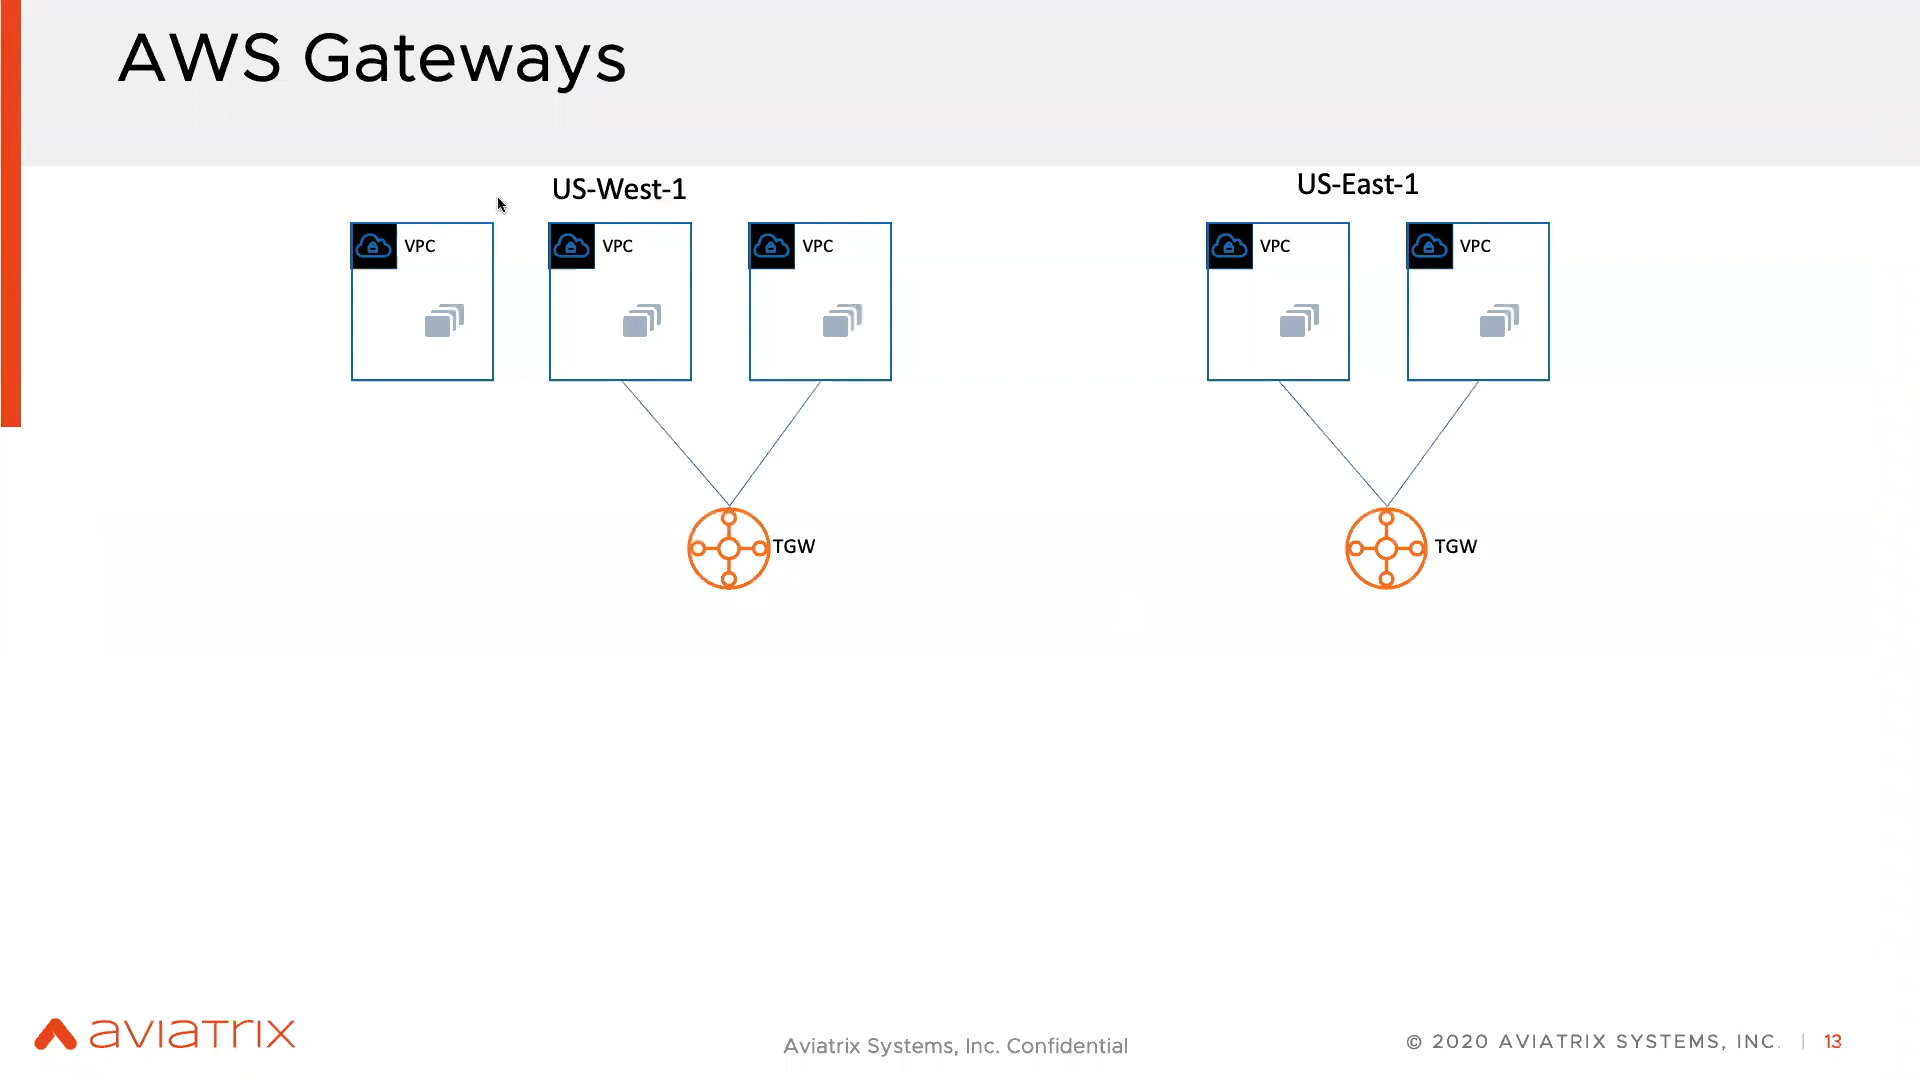 AWS Gateways
US-West-1
US-East-1
VPC
VPC
VPC
VPC
VPC
TGW
TGW
aviatrix
Aviatrix Systems, Inc. Confidential
© 2020 AVIATRIX SYSTEMS, INC. | 13